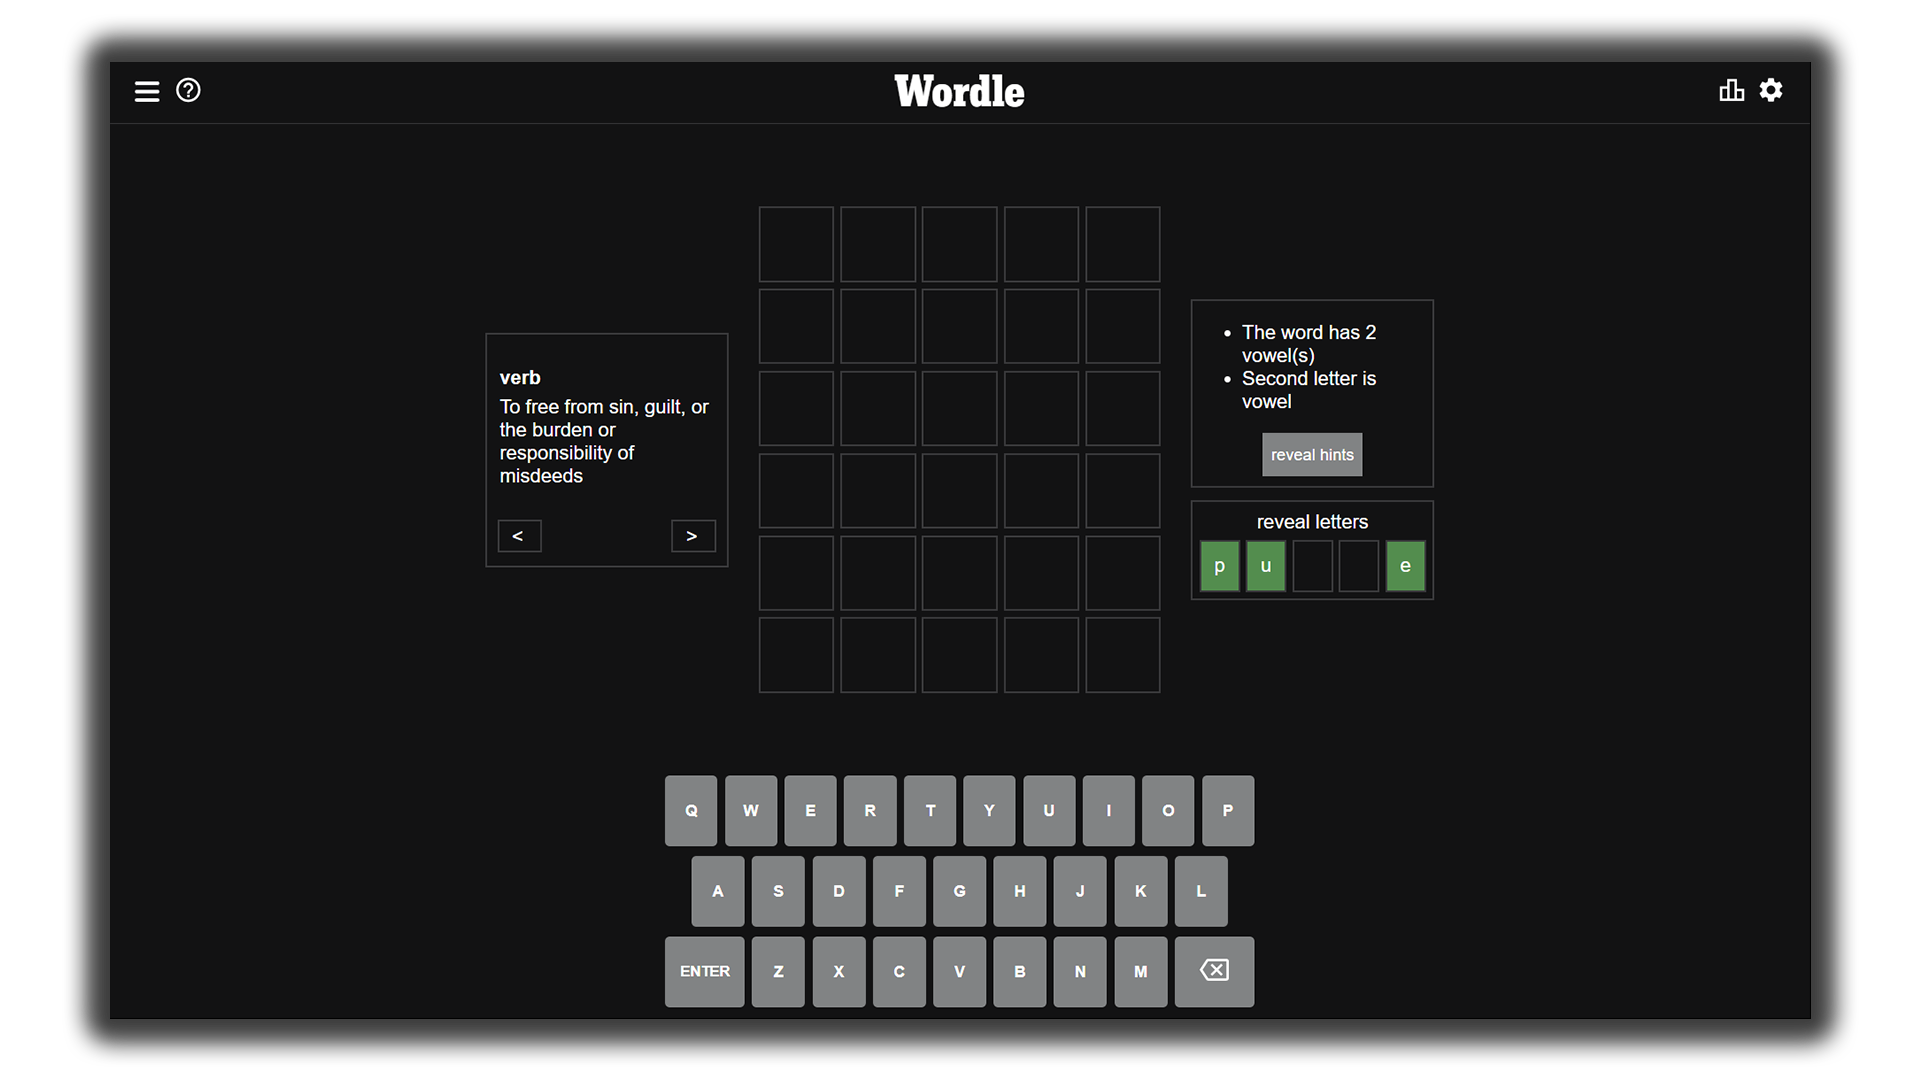 Wordle
verb
To free from sin, guilt, or
the burden or
responsibility of
misdeeds
<
>
The word has 2
vowel(s)
Second letter is
vowel
reveal hints
reveal letters
p u e
Q W E R T Y U I O P
A S D F G H J K L
ENTER Z X C V B N M